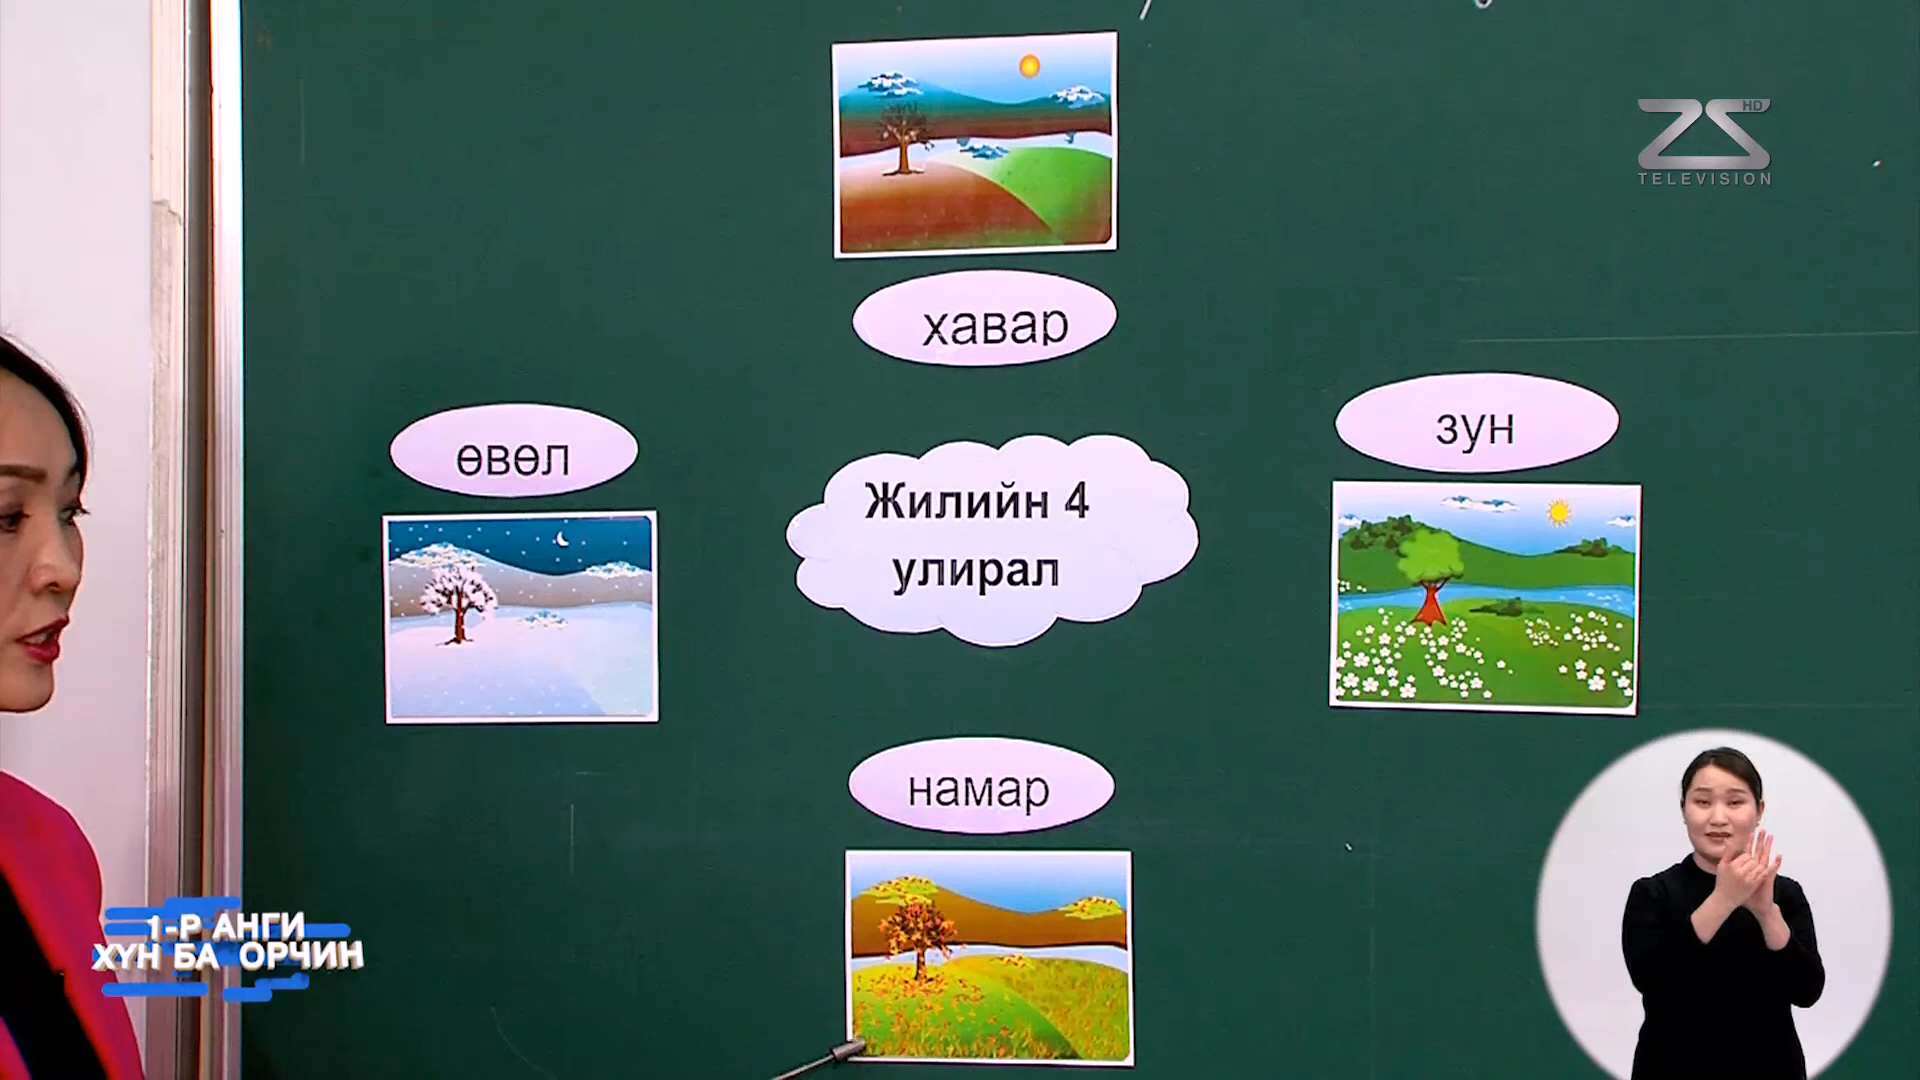 HD
TELEVISION
хавар
өвөл
зун
Жилийн 4
улирал
намар
1-Р АНГИ
ХҮН БА ОРЧИН